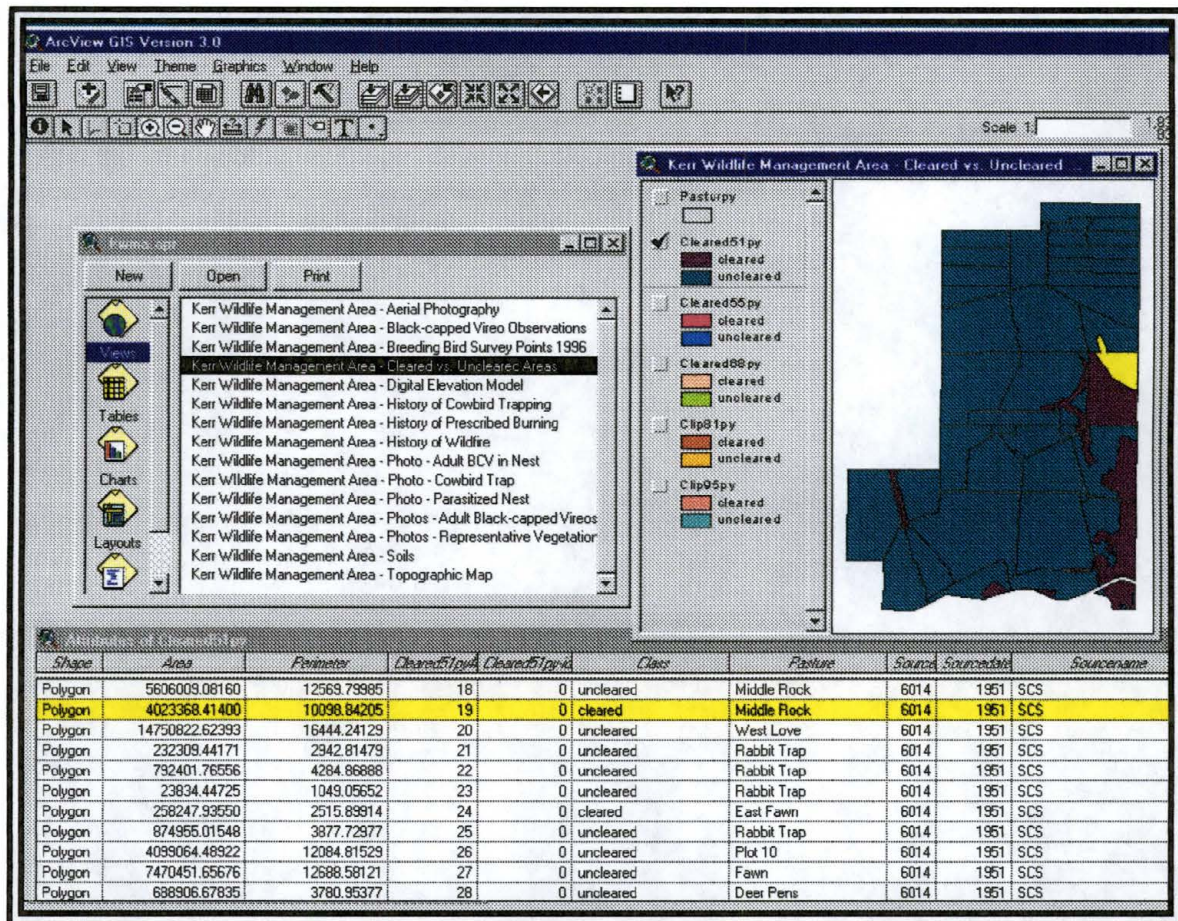 ArcView GIS Version 3.0
File Edit View Theme Graphics Window Help
Scale 1:
Kerr Wildlife Management Area - Cleared vs. Uncleared ...
Pasturpy
Cleared51py
cleared
uncleared
Cleared55py
cleared
uncleared
Cleared68py
cleared
uncleared
Clip81py
cleared
uncleared
Clip95py
cleared
uncleared
kwma.apr
New Open Print
Views
Tables
Charts
Layouts
Kerr Wildlife Management Area - Aerial Photography
Kerr Wildlife Management Area - Black-capped Vireo Observations
Kerr Wildlife Management Area - Breeding Bird Survey Points 1996
Kerr Wildlife Management Area - Cleared vs. Uncleared Areas
Kerr Wildlife Management Area - Digital Elevation Model
Kerr Wildlife Management Area - History of Cowbird Trapping
Kerr Wildlife Management Area - History of Prescribed Burning
Kerr Wildlife Management Area - History of Wildfire
Kerr Wildlife Management Area - Photo - Adult BCV in Nest
Kerr Wildlife Management Area - Photo - Cowbird Trap
Kerr Wildlife Management Area - Photo - Parasitized Nest
Kerr Wildlife Management Area - Photos - Adult Black-capped Vireos
Kerr Wildlife Management Area - Photos - Representative Vegetation
Kerr Wildlife Management Area - Soils
Kerr Wildlife Management Area - Topographic Map
Attributes of Cleared51py
Shape Area Perimeter Cleared51py# Cleared51py-id Class Pasture Source Sourcedate Sourcename
Polygon 5606009.08160 12569.79985 18 0 uncleared Middle Rock 6014 1951 SCS
Polygon 4023368.41400 10098.84205 19 0 cleared Middle Rock 6014 1951 SCS
Polygon 14750822.62393 16444.24129 20 0 uncleared West Love 6014 1951 SCS
Polygon 232309.44171 2942.81479 21 0 uncleared Rabbit Trap 6014 1951 SCS
Polygon 792401.76556 4284.86888 22 0 uncleared Rabbit Trap 6014 1951 SCS
Polygon 23834.44725 1049.05652 23 0 uncleared Rabbit Trap 6014 1951 SCS
Polygon 258247.93550 2515.89914 24 0 cleared East Fawn 6014 1951 SCS
Polygon 874955.01548 3877.72977 25 0 uncleared Rabbit Trap 6014 1951 SCS
Polygon 4099064.48922 12084.81529 26 0 uncleared Plot 10 6014 1951 SCS
Polygon 7470451.65676 12688.58121 27 0 uncleared Fawn 6014 1951 SCS
Polygon 688906.67835 3780.95377 28 0 uncleared Deer Pens 6014 1951 SCS